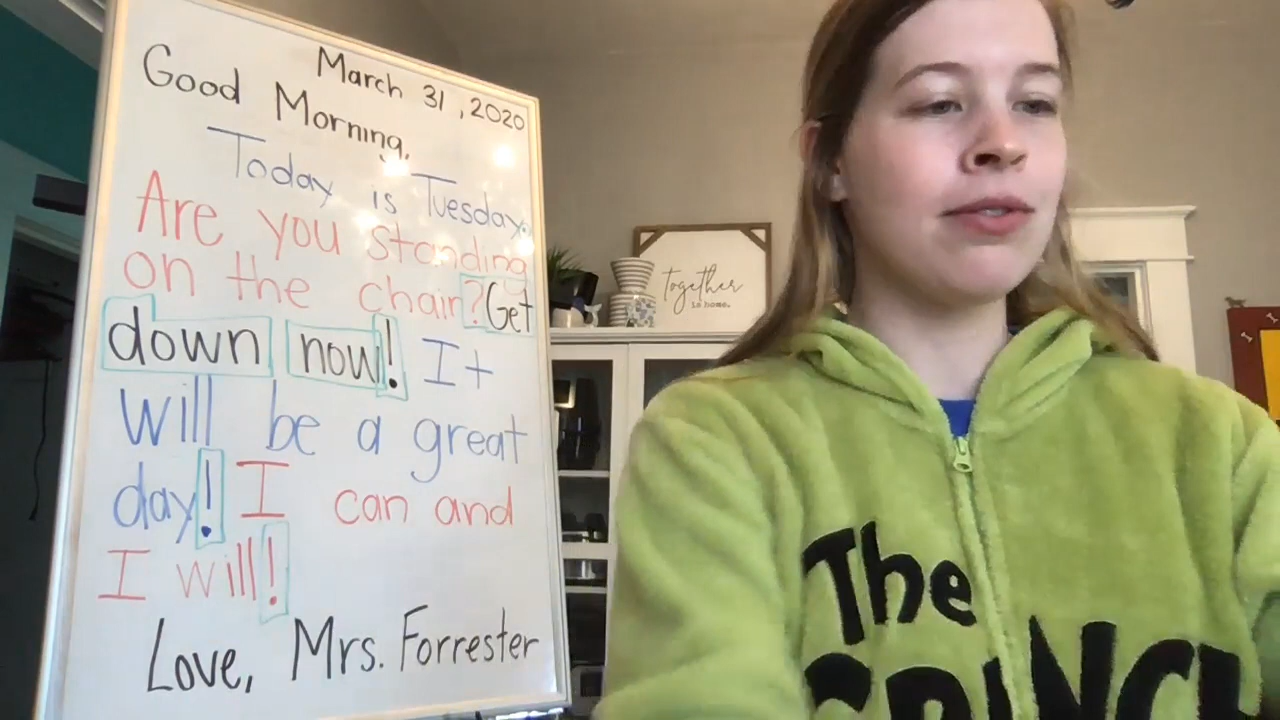 March 31, 2020
Good Morning,
Today is Tuesday.
Are you standing
on the chair? Get
down now! It
will be a great
day! I can and
I will!
Love, Mrs. Forrester
together
is home.
The
GRINCH